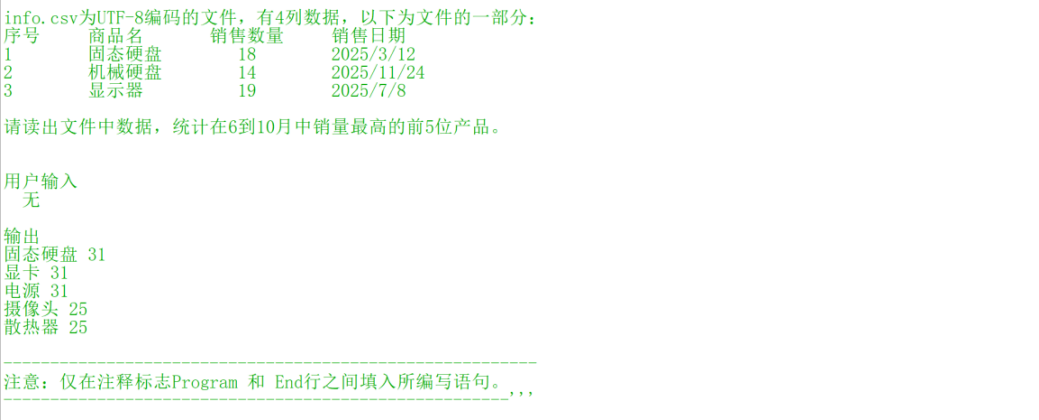 info.csv为UTF-8编码的文件，有4列数据，以下为文件的一部分：
序号 商品名 销售数量 销售日期
1 固态硬盘 18 2025/3/12
2 机械硬盘 14 2025/11/24
3 显示器 19 2025/7/8
请读出文件中数据，统计在6到10月中销量最高的前5位产品。
用户输入
无
输出
固态硬盘 31
显卡 31
电源 31
摄像头 25
散热器 25
---------------------------------------------------------
注意：仅在注释标志Program 和 End行之间填入所编写语句。
------------------------------------------------------'''